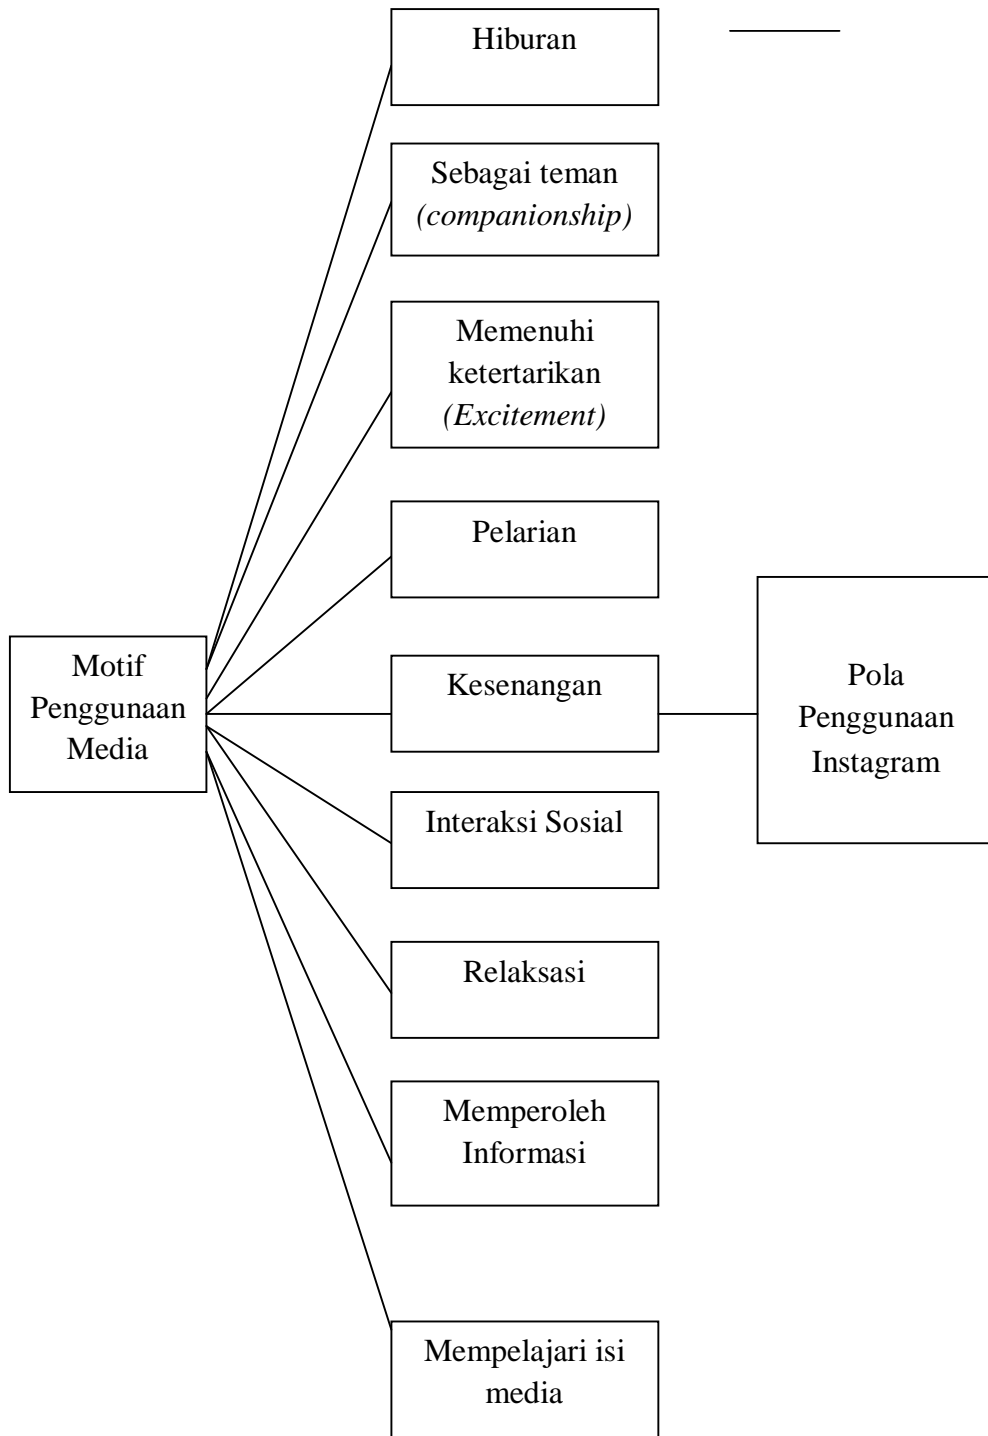 Hiburan
Sebagai teman
(companionship)
Memenuhi
ketertarikan
(Excitement)
Pelarian
Motif
Penggunaan
Media
Kesenangan
Pola
Penggunaan
Instagram
Interaksi Sosial
Relaksasi
Memperoleh
Informasi
Mempelajari isi
media